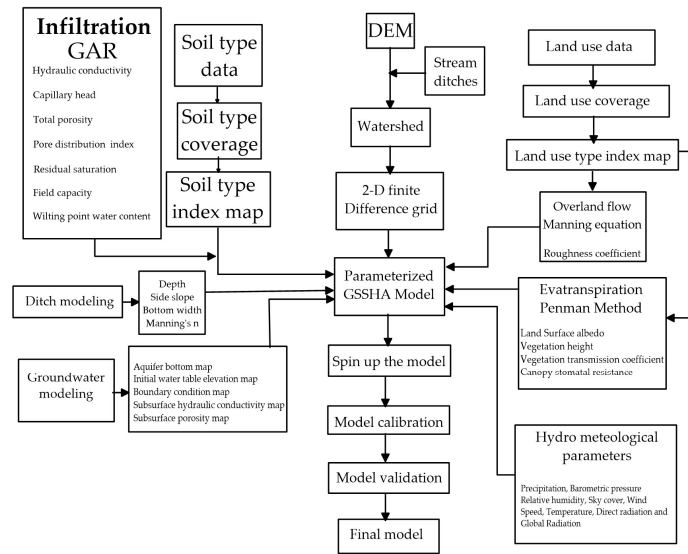 Infiltration
GAR
Hydraulic conductivity
Capillary head
Total porosity
Pore distribution index
Residual saturation
Field capacity
Wilting point water content
Soil type
data
Soil type
coverage
Soil type
index map
DEM
Stream
ditches
Watershed
2-D finite
Difference grid
Parameterized
GSSHA Model
Spin up the model
Model calibration
Model validation
Final model
Land use data
Land use coverage
Land use type index map
Overland flow
Manning equation
Roughness coefficient
Evatranspiration
Penman Method
Land Surface albedo
Vegetation height
Vegetation transmission coefficient
Canopy stomatal resistance
Hydro meteological
parameters
Precipitation, Barometric pressure
Relative humidity, Sky cover, Wind
Speed, Temperature, Direct radiation and
Global Radiation
Ditch modeling
Depth
Side slope
Bottom width
Manning's n
Groundwater
modeling
Aquifer bottom map
Initial water table elevation map
Boundary condition map
Subsurface hydraulic conductivity map
Subsurface porosity map